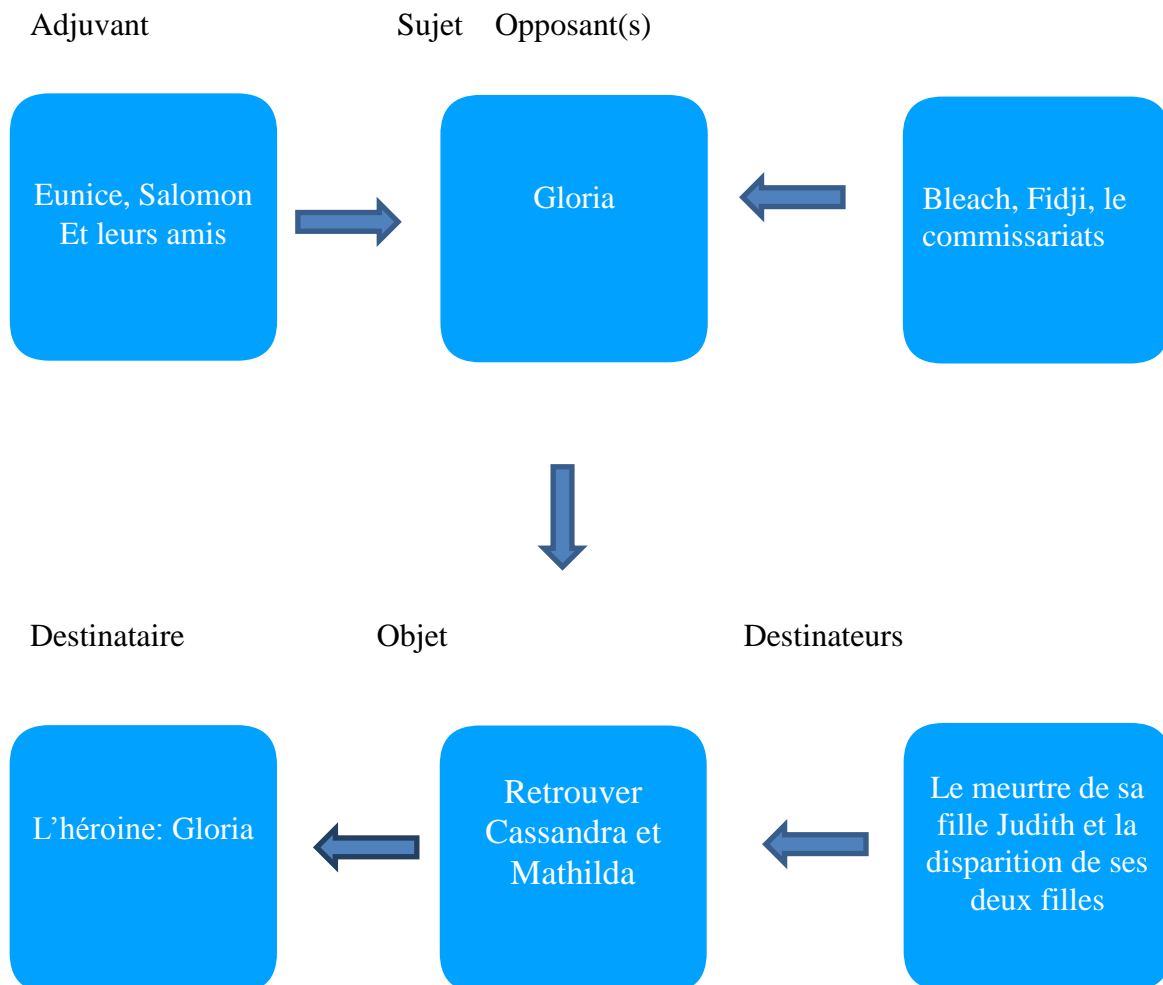 Adjuvant Sujet Opposant(s)
Eunice, Salomon
Et leurs amis
Gloria
Bleach, Fidji, le
commissariats
Destinataire Objet Destinateurs
L'héroine: Gloria
Retrouver
Cassandra et
Mathilda
Le meurtre de sa
fille Judith et la
disparition de ses
deux filles